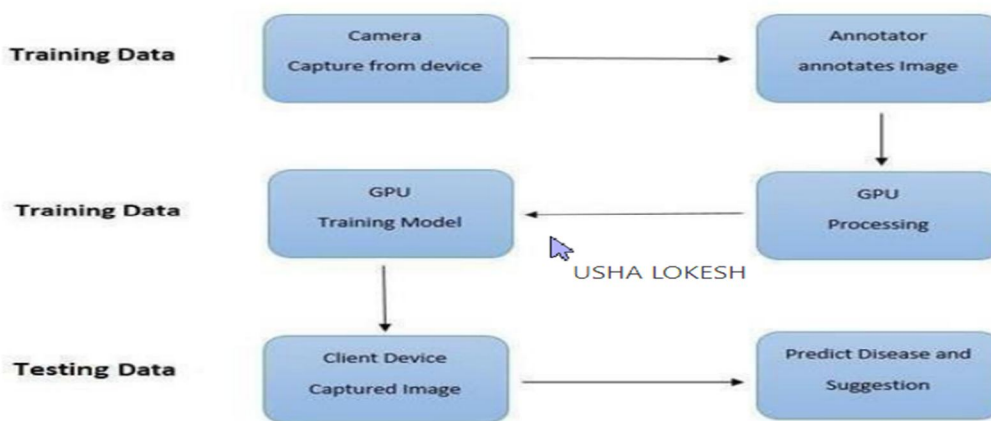 Training Data
Camera
Capture from device
Annotator
annotates Image
Training Data
GPU
Training Model
GPU
Processing
USHA LOKESH
Testing Data
Client Device
Captured Image
Predict Disease and
Suggestion